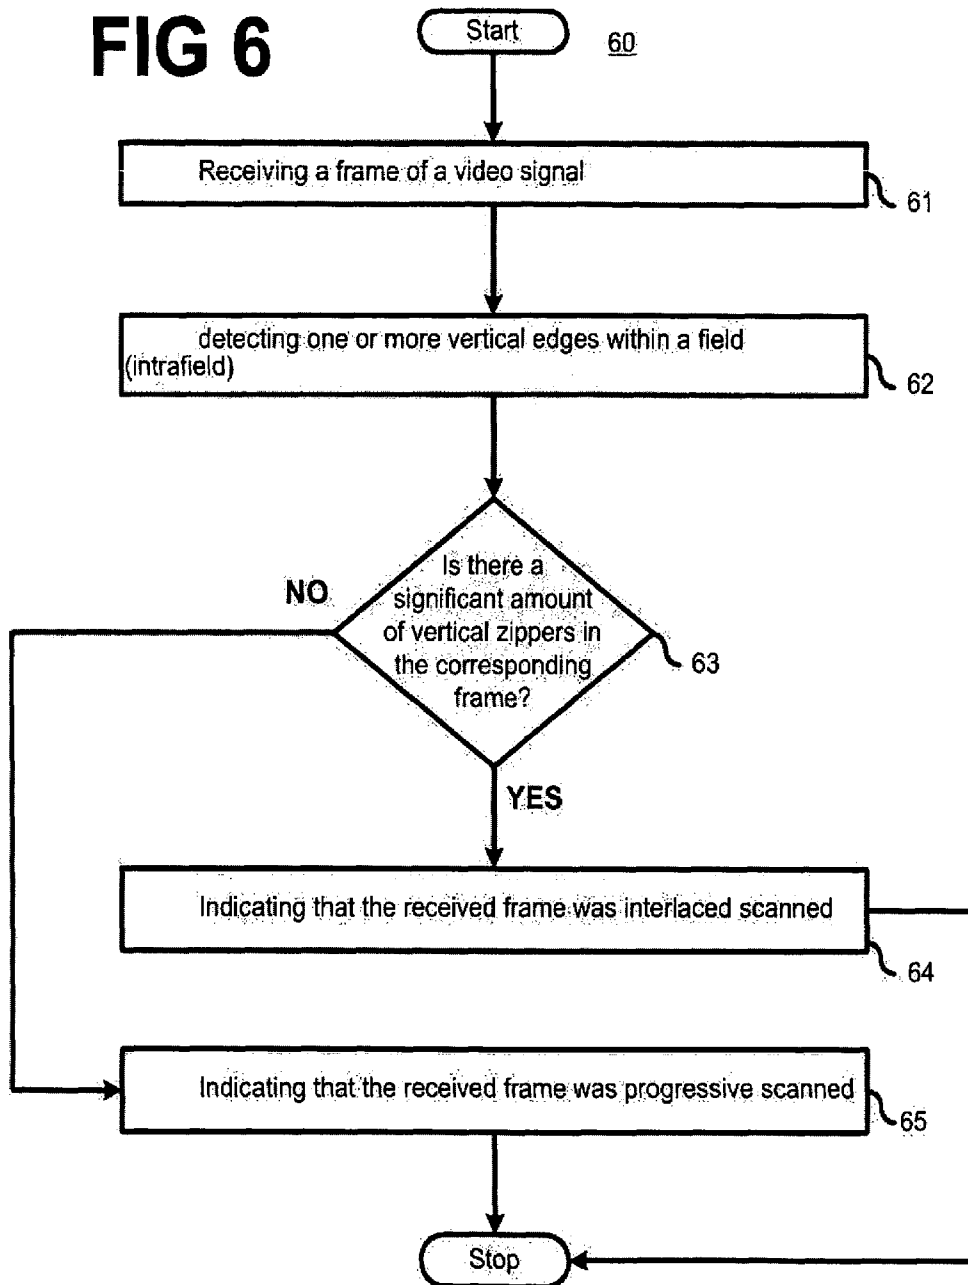 FIG 6
Start
60
Receiving a frame of a video signal
61
detecting one or more vertical edges within a field
(intrafield)
62
Is there a
significant amount
of vertical zippers in
the corresponding
frame?
63
NO
YES
Indicating that the received frame was interlaced scanned
64
Indicating that the received frame was progressive scanned
65
Stop